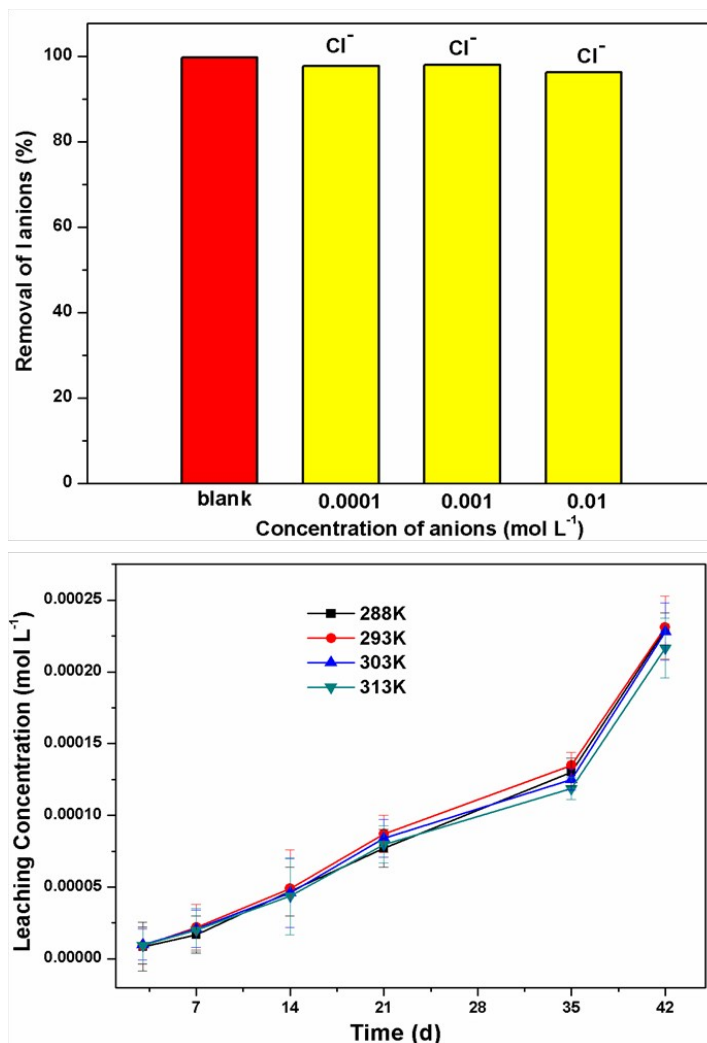 Removal of I anions (%)
100
80
60
40
20
0
Cl⁻
Cl⁻
Cl⁻
blank
0.0001
0.001
0.01
Concentration of anions (mol L⁻¹)
Leaching Concentration (mol L⁻¹)
0.00025
0.00020
0.00015
0.00010
0.00005
0.00000
288K
293K
303K
313K
7
14
21
28
35
42
Time (d)